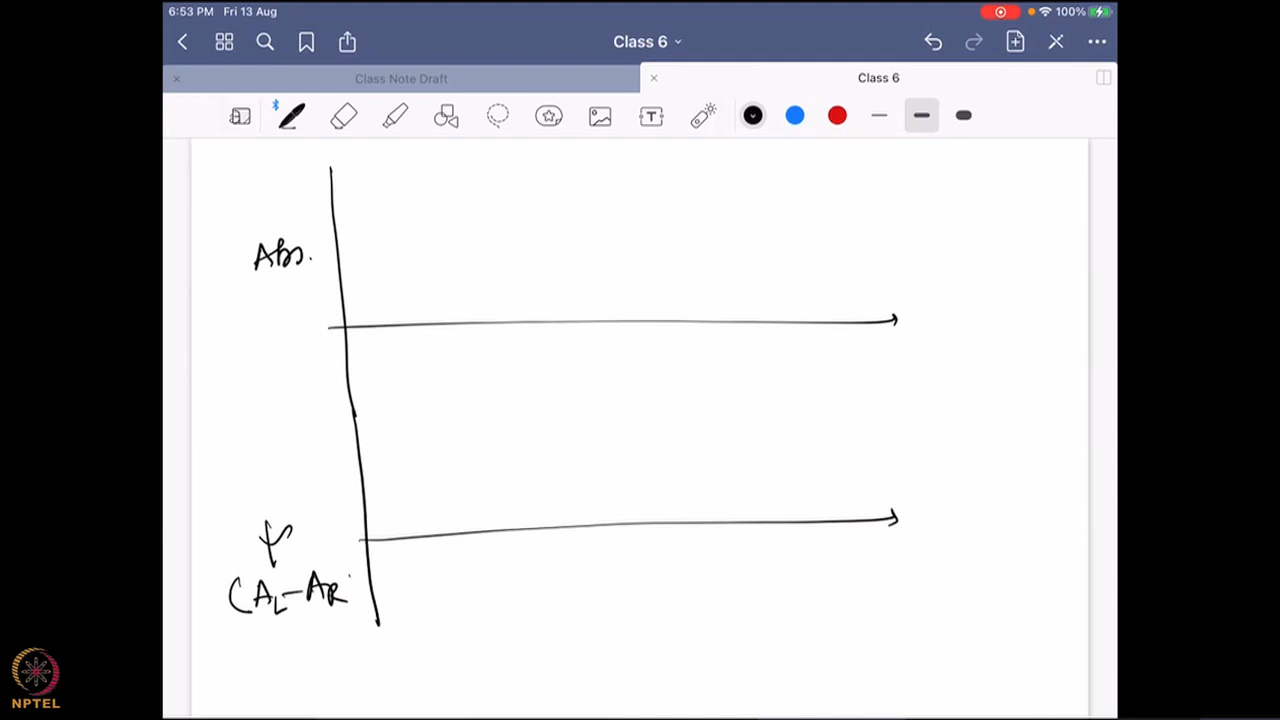 6:53 PM Fri 13 Aug 100%
Class 6
Class Note Draft Class 6
T
Abs.
ψ
(A_L-A_R
NPTEL